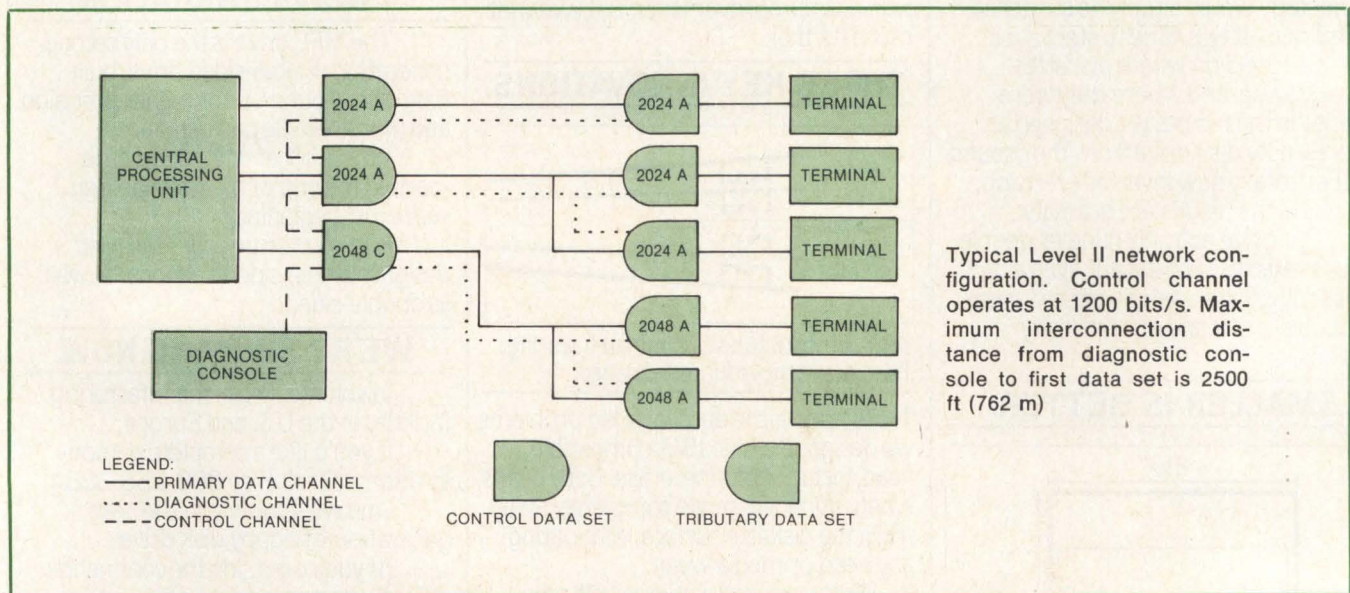 2024 A
2024 A
TERMINAL
CENTRAL
PROCESSING
UNIT
2024 A
2024 A
TERMINAL
2048 C
2024 A
TERMINAL
2048 A
TERMINAL
DIAGNOSTIC
CONSOLE
2048 A
TERMINAL
Typical Level II network con-
figuration. Control channel
operates at 1200 bits/s. Max-
imum interconnection dis-
tance from diagnostic con-
sole to first data set is 2500
ft (762 m)
LEGEND:
PRIMARY DATA CHANNEL
DIAGNOSTIC CHANNEL
CONTROL CHANNEL
CONTROL DATA SET
TRIBUTARY DATA SET